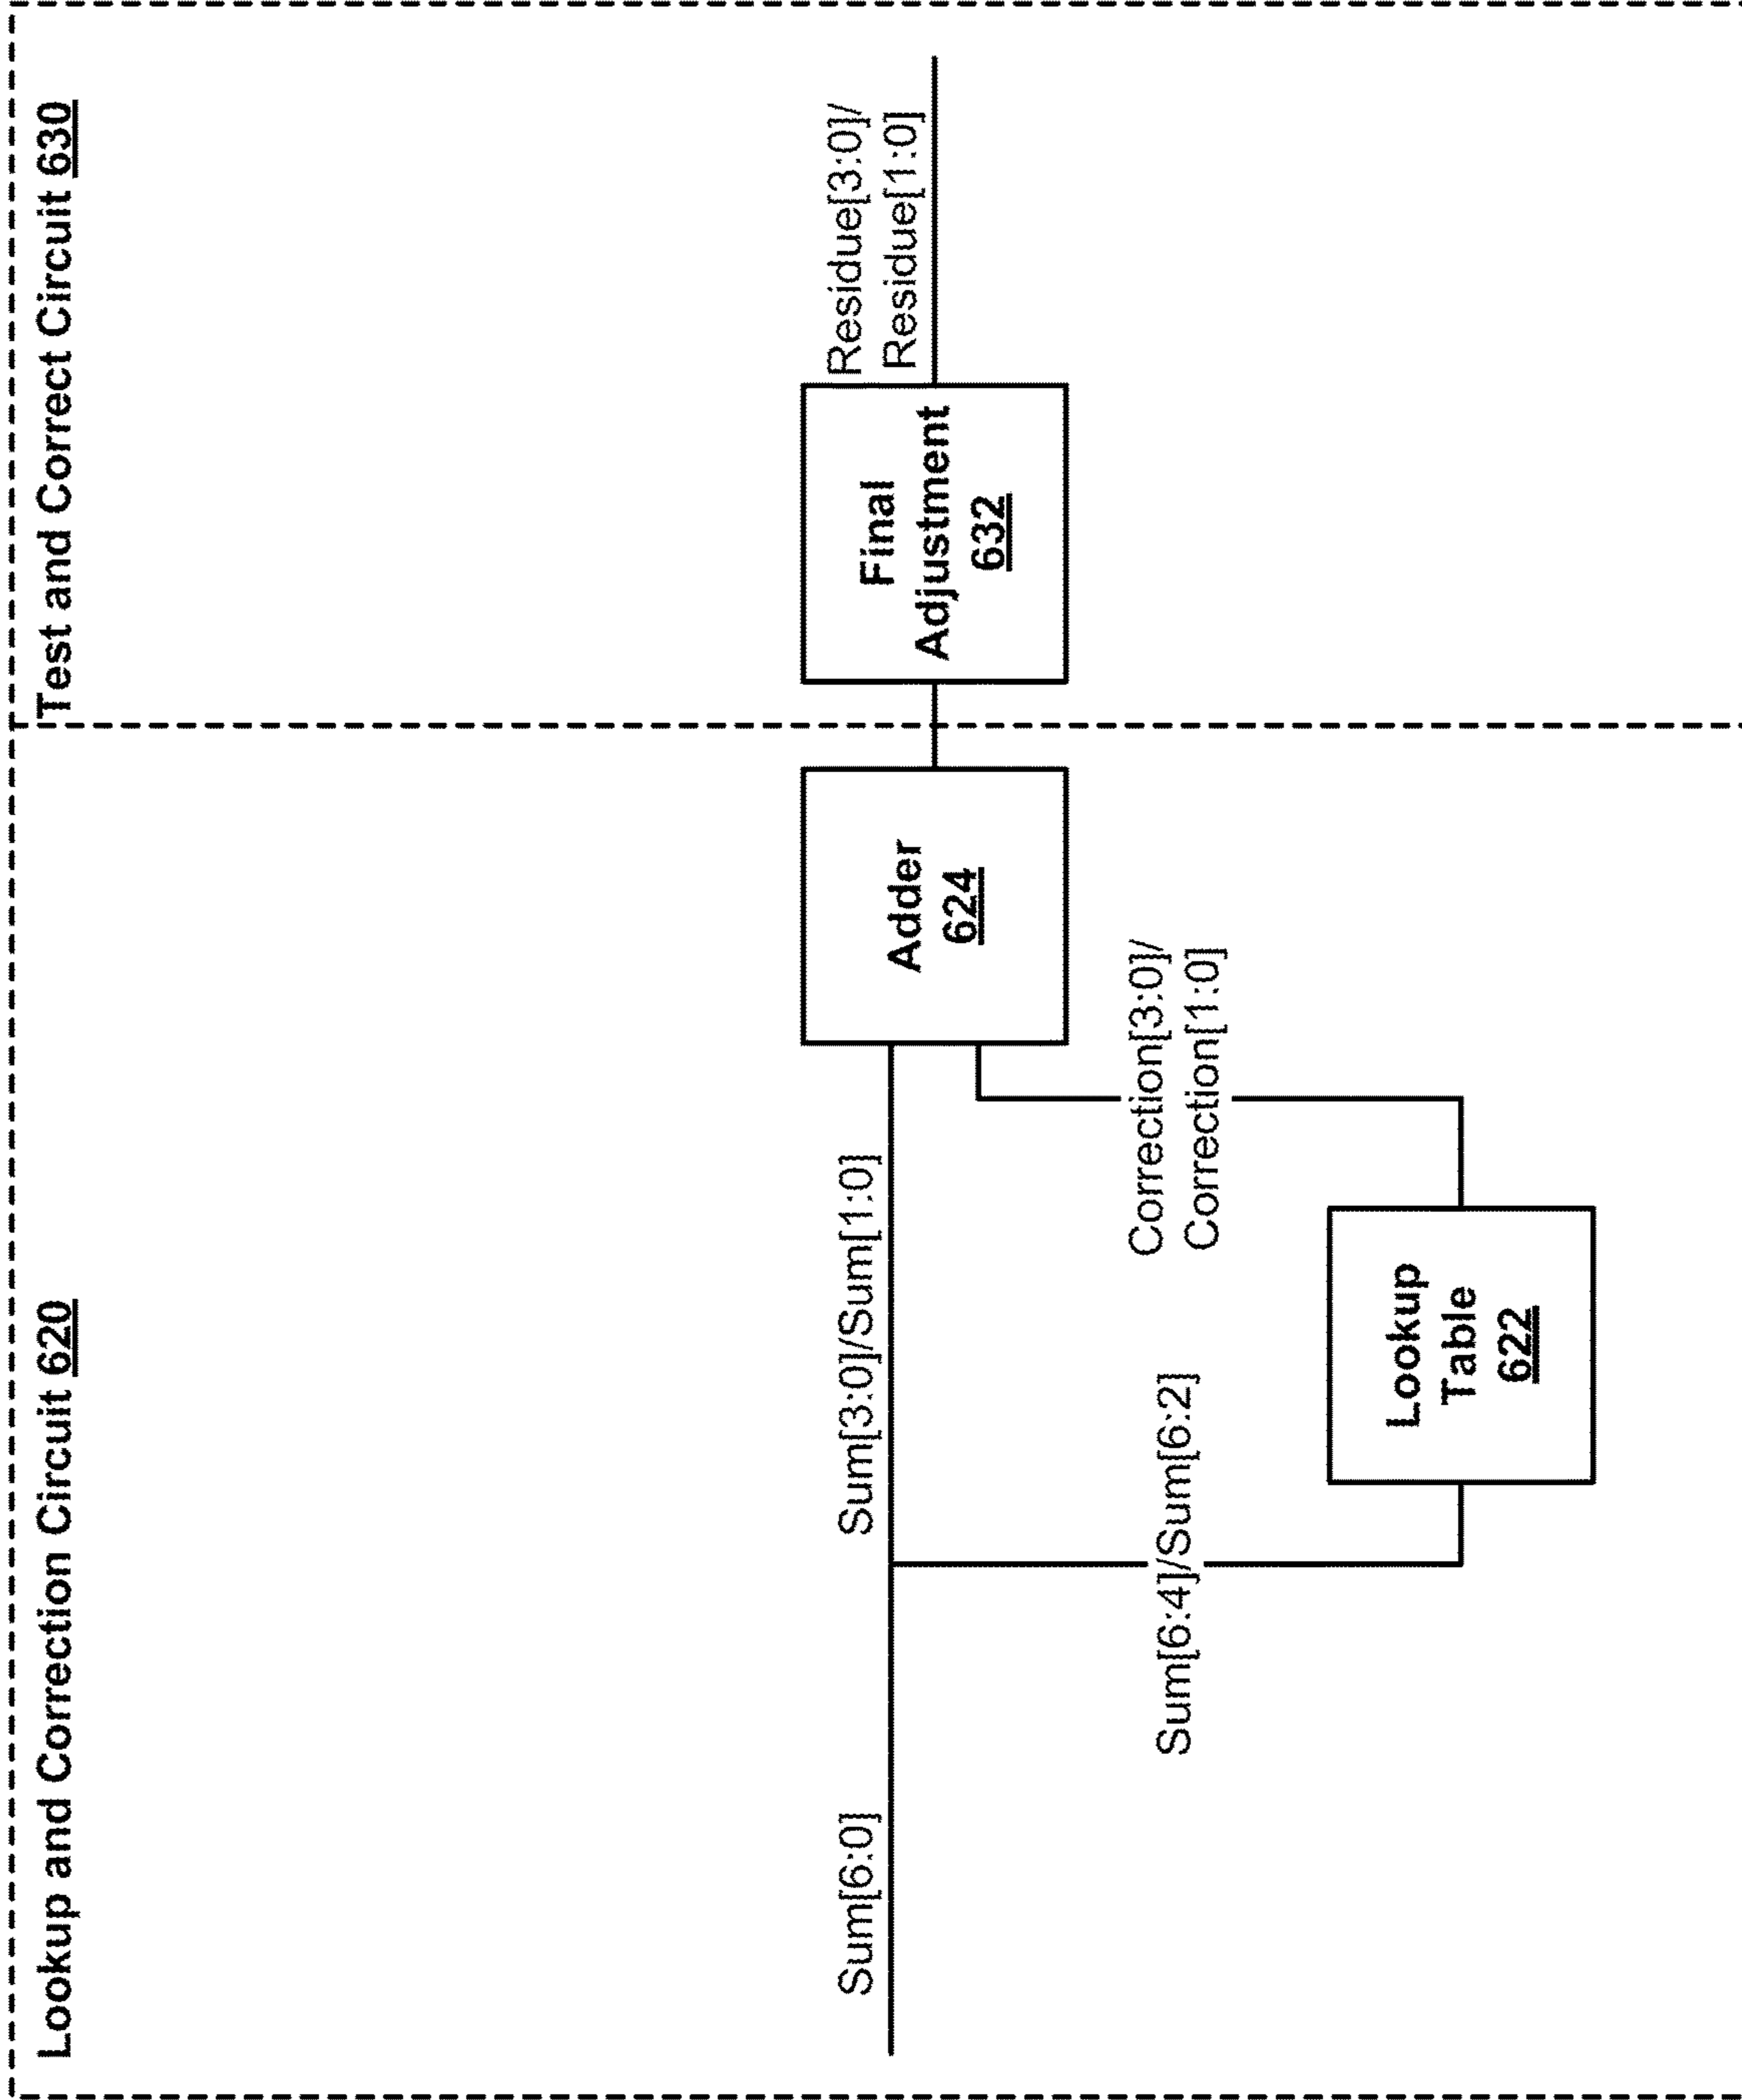 Lookup and Correction Circuit 620
Test and Correct Circuit 630
Sum[6:0]
Sum[3:0]/Sum[1:0]
Sum[6:4]/Sum[6:2]
Lookup
Table
622
Correction[3:0]/
Correction[1:0]
Adder
624
Final
Adjustment
632
Residue[3:0]/
Residue[1:0]